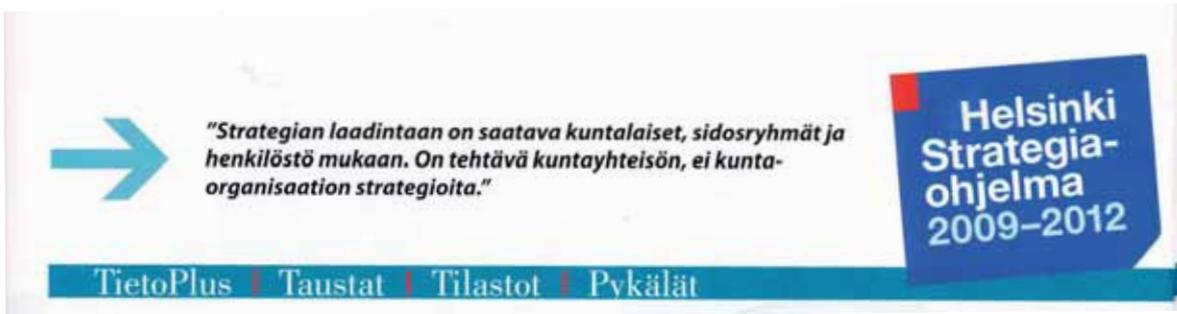 "Strategian laadintaan on saatava kuntalaiset, sidosryhmät ja
henkilöstö mukaan. On tehtävä kuntayhteisön, ei kunta-
organisaation strategioita."
Helsinki
Strategia-
ohjelma
2009–2012
TietoPlus | Taustat | Tilastot | Pykälät